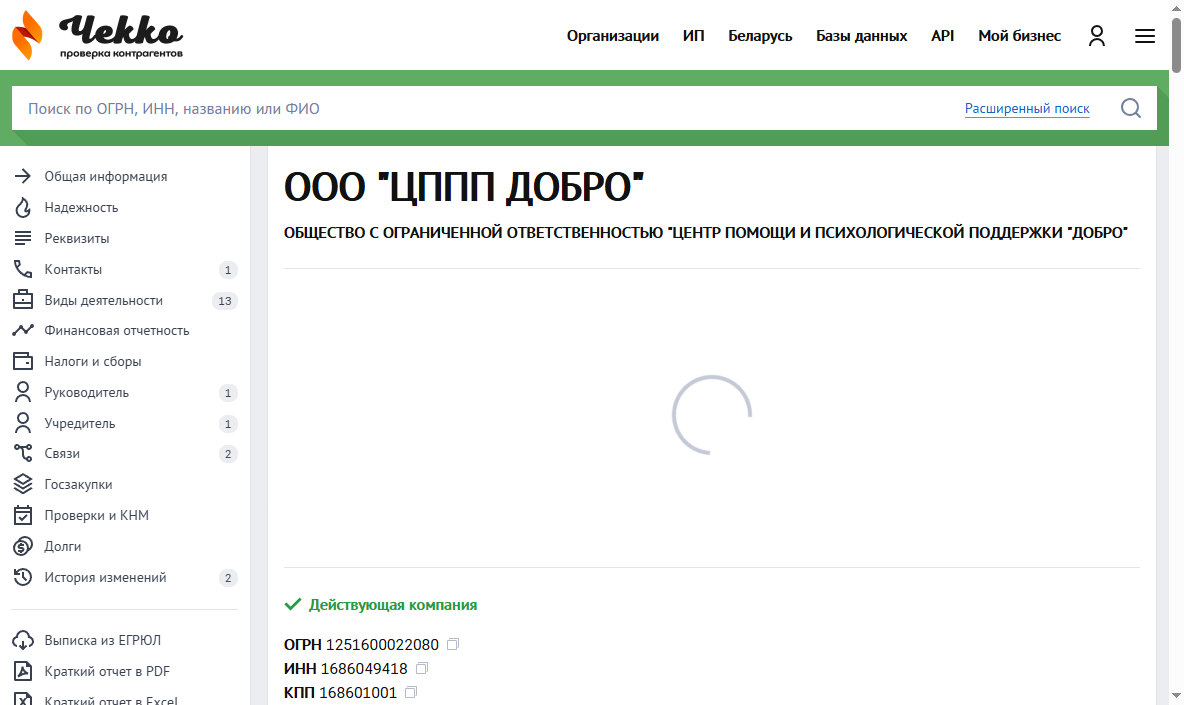 Чекко
проверка контрагентов
Организации ИП Беларусь Базы данных API Мой бизнес
Поиск по ОГРН, ИНН, названию или ФИО Расширенный поиск
Общая информация
Надежность
Реквизиты
Контакты 1
Виды деятельности 13
Финансовая отчетность
Налоги и сборы
Руководитель 1
Учредитель 1
Связи 2
Госзакупки
Проверки и КНМ
Долги
История изменений 2
Выписка из ЕГРЮЛ
Краткий отчет в PDF
Краткий отчет в Excel
ООО "ЦППП ДОБРО"
ОБЩЕСТВО С ОГРАНИЧЕННОЙ ОТВЕТСТВЕННОСТЬЮ "ЦЕНТР ПОМОЩИ И ПСИХОЛОГИЧЕСКОЙ ПОДДЕРЖКИ "ДОБРО"
Действующая компания
ОГРН 1251600022080
ИНН 1686049418
КПП 168601001